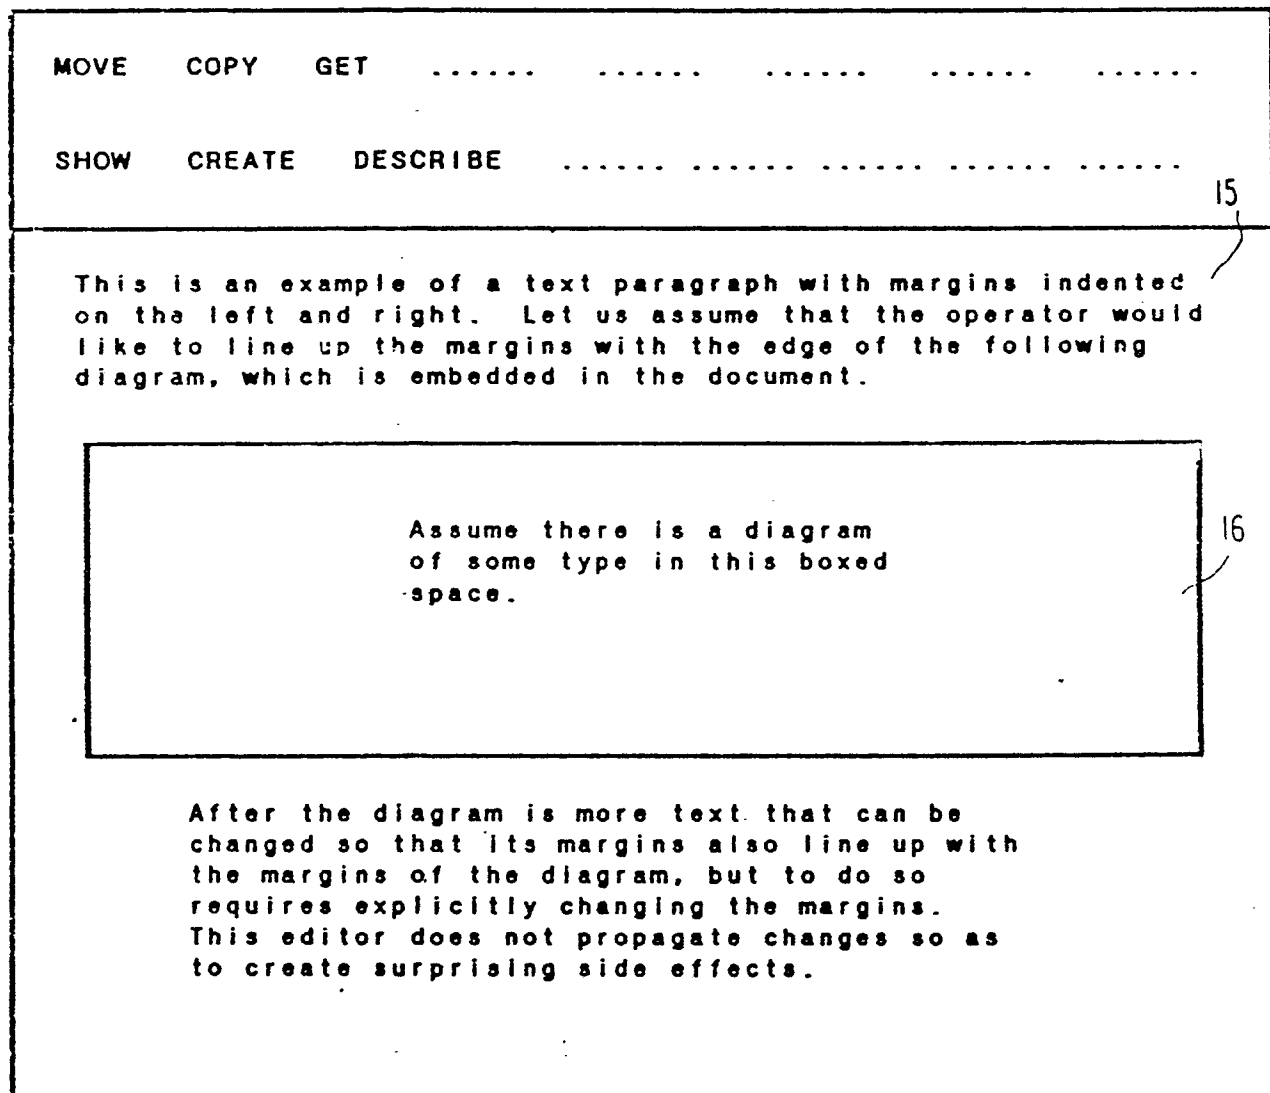 MOVE COPY GET ...... ...... ...... ...... ......
SHOW CREATE DESCRIBE ...... ...... ...... ...... ......
15
This is an example of a text paragraph with margins indented
on the left and right. Let us assume that the operator would
like to line up the margins with the edge of the following
diagram, which is embedded in the document.
Assume there is a diagram
of some type in this boxed
space.
16
After the diagram is more text that can be
changed so that its margins also line up with
the margins of the diagram, but to do so
requires explicitly changing the margins.
This editor does not propagate changes so as
to create surprising side effects.